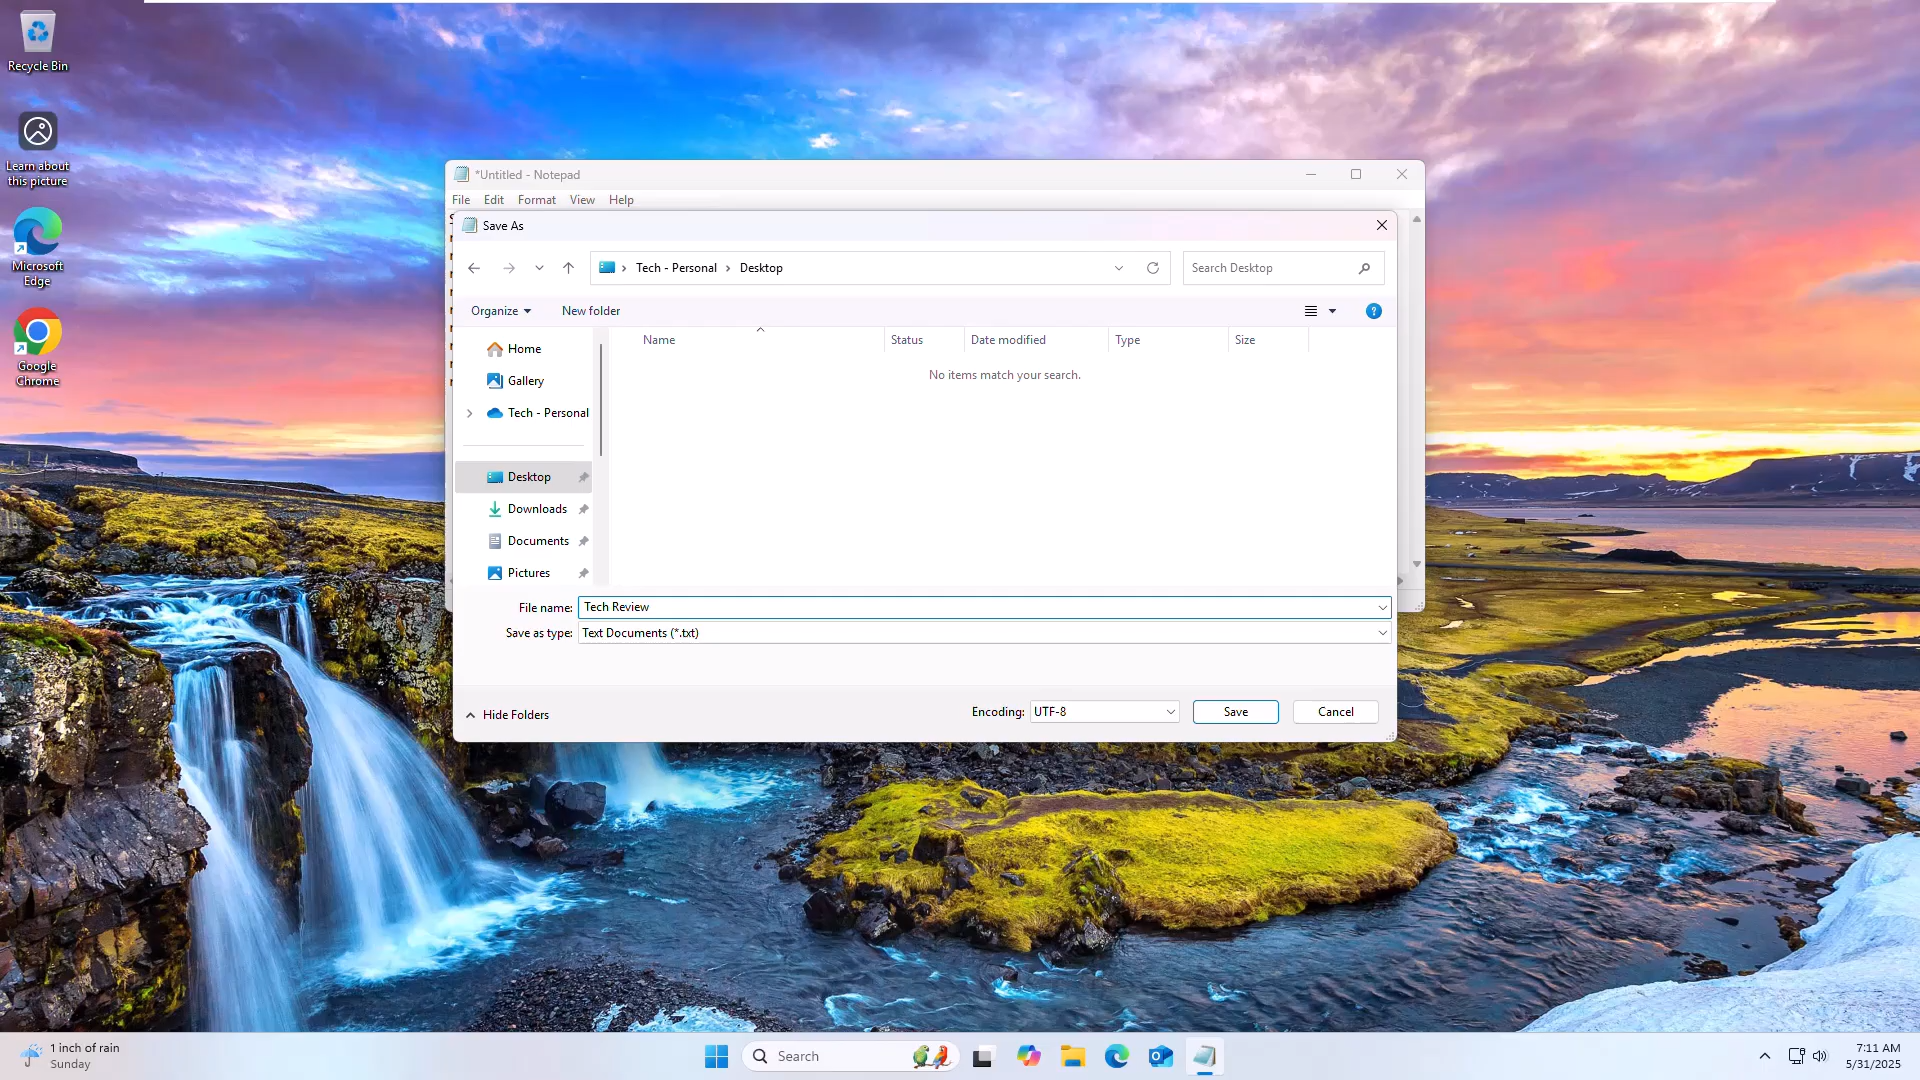 Recycle Bin
Learn about
this picture
Microsoft
Edge
Google
Chrome
*Untitled - Notepad
File Edit Format View Help
Save As
Tech - Personal Desktop
Search Desktop
Organize New folder
Name Status Date modified Type Size
No items match your search.
Home
Gallery
Tech - Personal
Desktop
Downloads
Documents
Pictures
File name: Tech Review
Save as type: Text Documents (*.txt)
Hide Folders
Encoding: UTF-8 Save Cancel
1 inch of rain
Sunday
Search
7:11 AM
5/31/2025